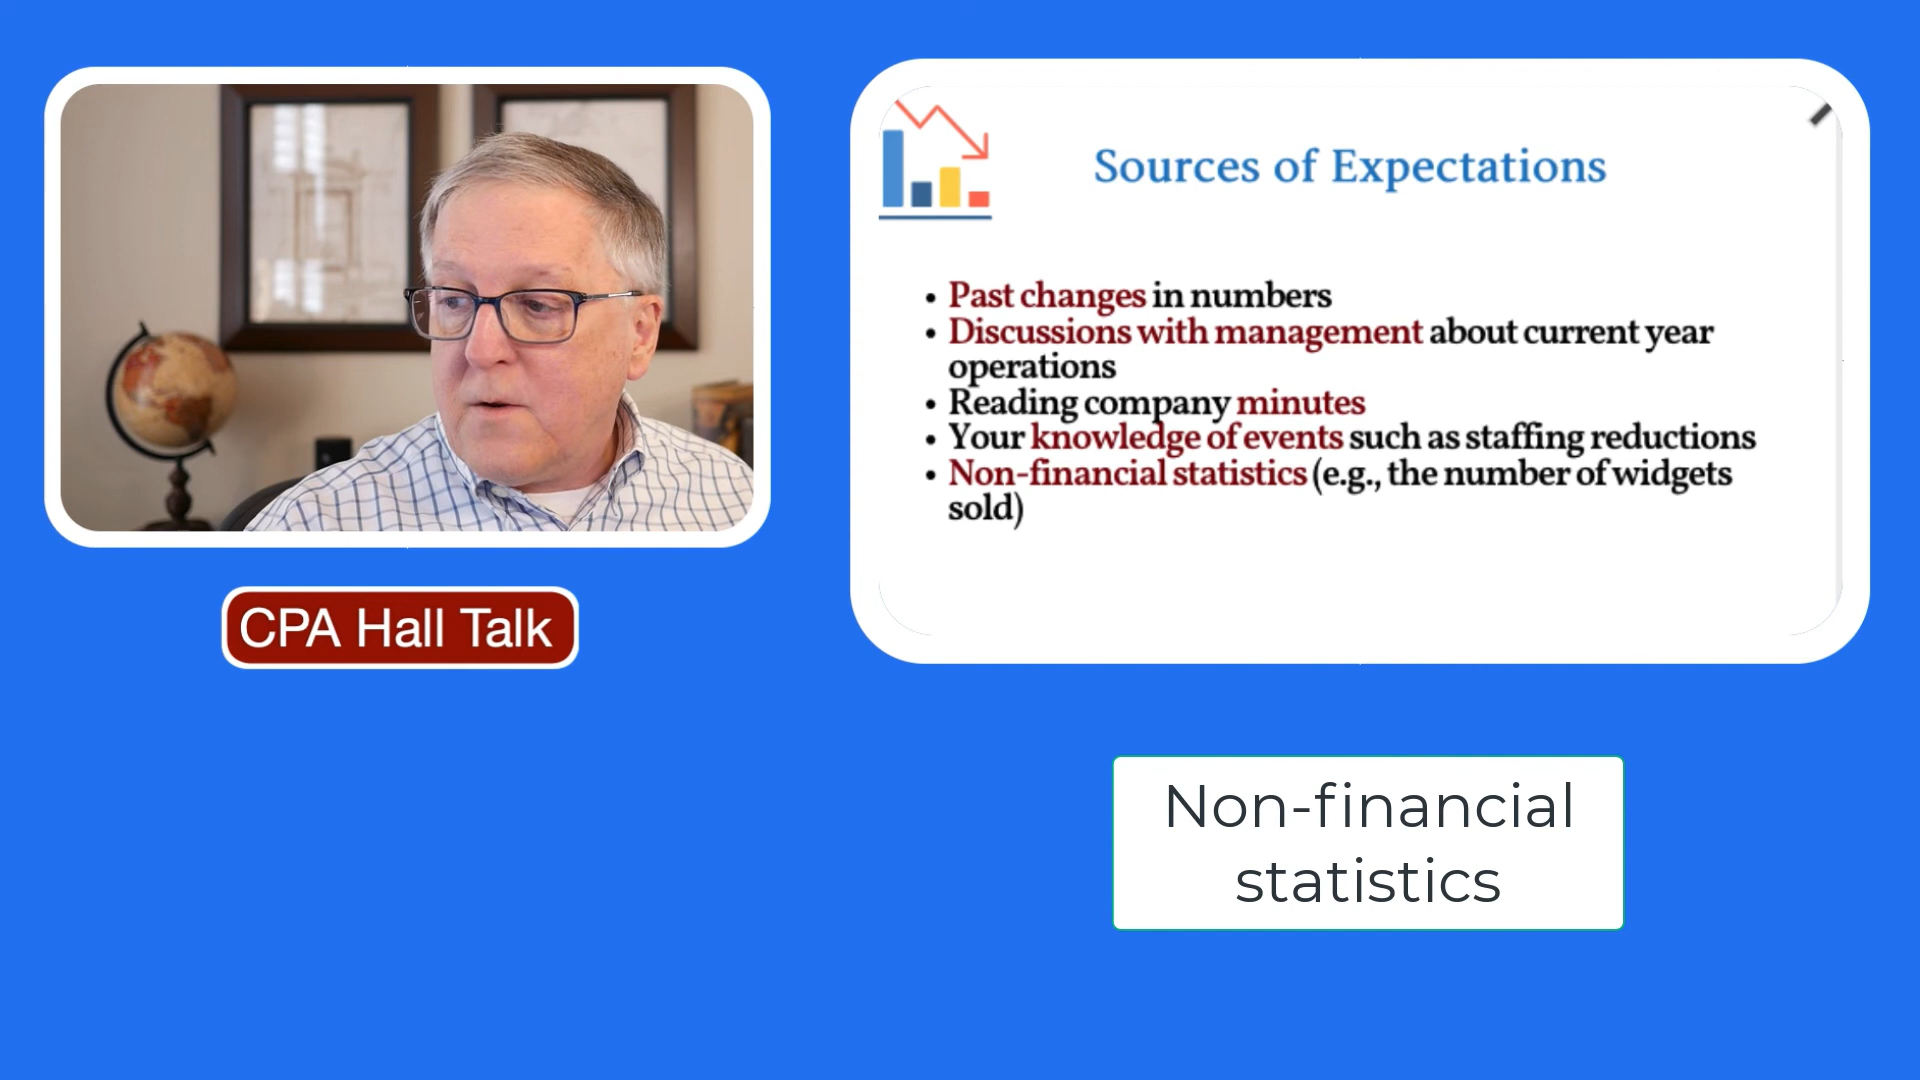 CPA Hall Talk
Sources of Expectations
• Past changes in numbers
• Discussions with management about current year
operations
• Reading company minutes
• Your knowledge of events such as staffing reductions
• Non-financial statistics (e.g., the number of widgets
sold)
Non-financial
statistics